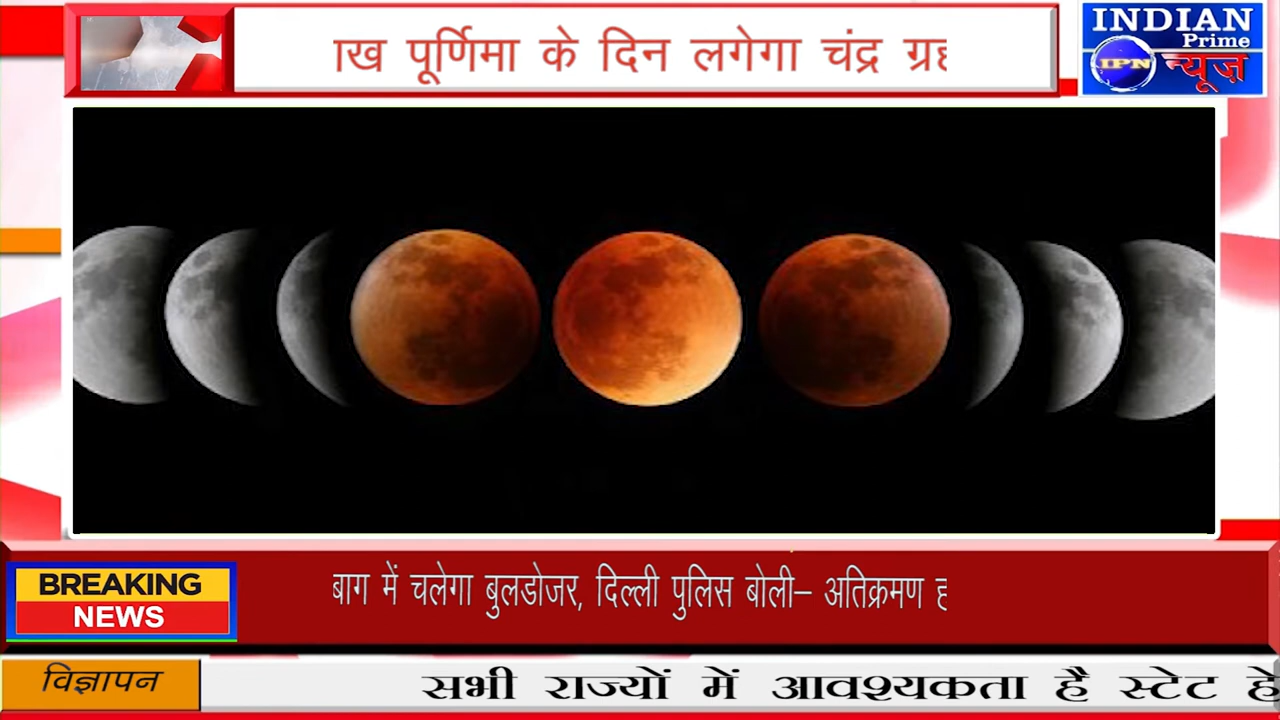 ाख पूर्णिमा के दिन लगेगा चंद्र ग्रह
INDIAN
Prime
IPN न्यूज़
बाग में चलेगा बुलडोजर, दिल्ली पुलिस बोली– अतिक्रमण ह
BREAKING
NEWS
विज्ञापन
सभी राज्यों में आवश्यकता है स्टेट हे